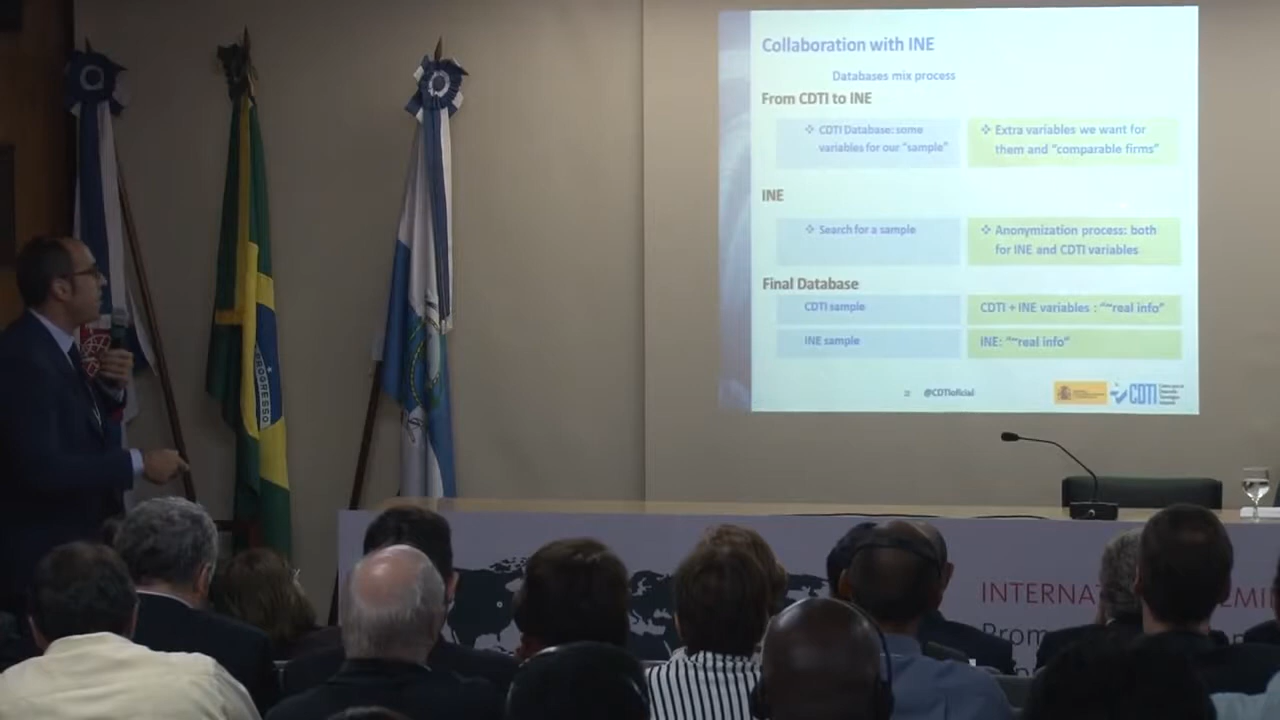 Collaboration with INE
Databases mix process
From CDTI to INE
❖ CDTI Database: some
variables for our "sample"
❖ Extra variables we want for
them and "comparable firms"
INE
❖ Search for a sample
❖ Anonymization process: both
for INE and CDTI variables
Final Database
CDTI sample
CDTI + INE variables : "~real info"
INE sample
INE: "~real info"
@CDTIoficial
CDTI
INTERNAT
EMI
Prom